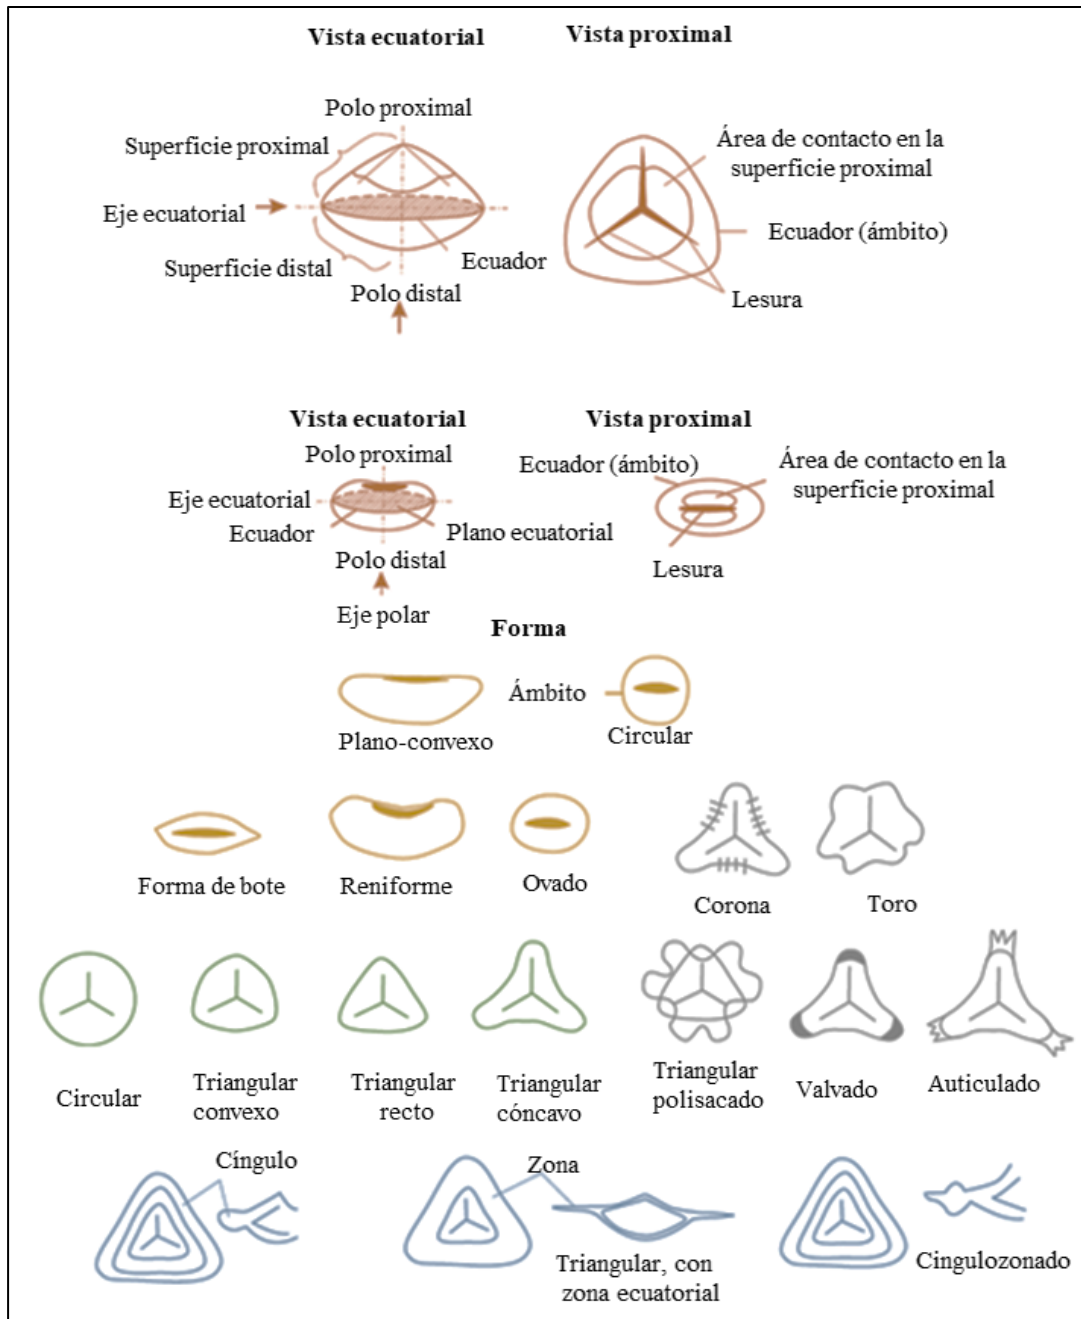 Vista ecuatorial
Vista proximal
Polo proximal
Superficie proximal
Área de contacto en la
superficie proximal
Eje ecuatorial
Ecuador (ámbito)
Ecuador
Superficie distal
Polo distal
Lesura
Vista ecuatorial
Vista proximal
Polo proximal
Ecuador (ámbito)
Área de contacto en la
superficie proximal
Eje ecuatorial
Ecuador
Plano ecuatorial
Polo distal
Lesura
Eje polar
Forma
Ámbito
Plano-convexo
Circular
Forma de bote
Reniforme
Ovado
Corona
Toro
Circular
Triangular
convexo
Triangular
recto
Triangular
cóncavo
Triangular
polisacado
Valvado
Auticulado
Cíngulo
Zona
Triangular, con
zona ecuatorial
Cingulozonado